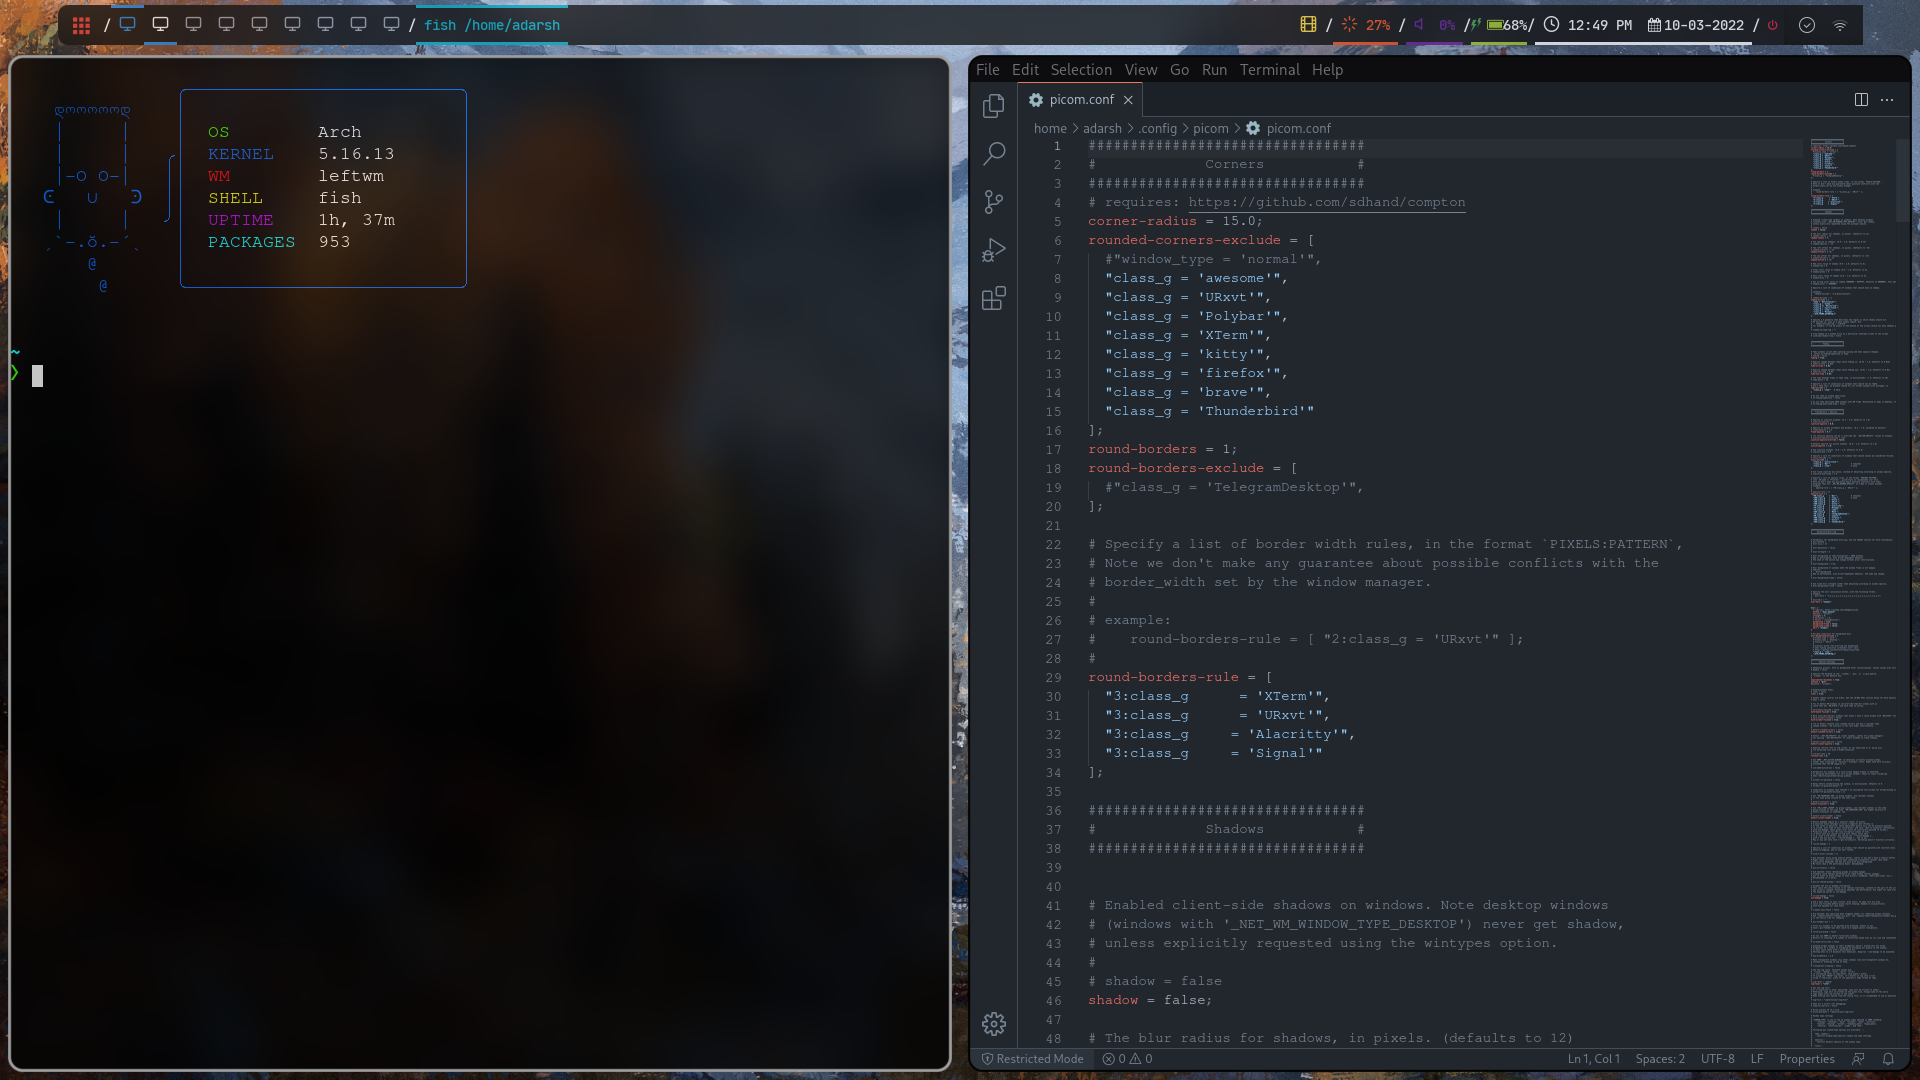 / / fish /home/adarsh
/ 27% / 0% / 68% / 12:49 PM 10-03-2022 /
OS Arch
KERNEL 5.16.13
WM leftwm
SHELL fish
UPTIME 1h, 37m
PACKAGES 953
~
❯
File Edit Selection View Go Run Terminal Help
picom.conf
home > adarsh > .config > picom > picom.conf
1 #################################
2 #             Corners           #
3 #################################
4 # requires: https://github.com/sdhand/compton
5 corner-radius = 15.0;
6 rounded-corners-exclude = [
7   #"window_type = 'normal'",
8   "class_g = 'awesome'",
9   "class_g = 'URxvt'",
10   "class_g = 'Polybar'",
11   "class_g = 'XTerm'",
12   "class_g = 'kitty'",
13   "class_g = 'firefox'",
14   "class_g = 'brave'",
15   "class_g = 'Thunderbird'"
16 ];
17 round-borders = 1;
18 round-borders-exclude = [
19   #"class_g = 'TelegramDesktop'",
20 ];
21
22 # Specify a list of border width rules, in the format `PIXELS:PATTERN`,
23 # Note we don't make any guarantee about possible conflicts with the
24 # border_width set by the window manager.
25 #
26 # example:
27 #    round-borders-rule = [ "2:class_g = 'URxvt'" ];
28 #
29 round-borders-rule = [
30   "3:class_g      = 'XTerm'",
31   "3:class_g      = 'URxvt'",
32   "3:class_g     = 'Alacritty'",
33   "3:class_g     = 'Signal'"
34 ];
35
36 #################################
37 #             Shadows           #
38 #################################
39
40
41 # Enabled client-side shadows on windows. Note desktop windows
42 # (windows with '_NET_WM_WINDOW_TYPE_DESKTOP') never get shadow,
43 # unless explicitly requested using the wintypes option.
44 #
45 # shadow = false
46 shadow = false;
47
48 # The blur radius for shadows, in pixels. (defaults to 12)
Restricted Mode 0 0 Ln 1, Col 1 Spaces: 2 UTF-8 LF Properties